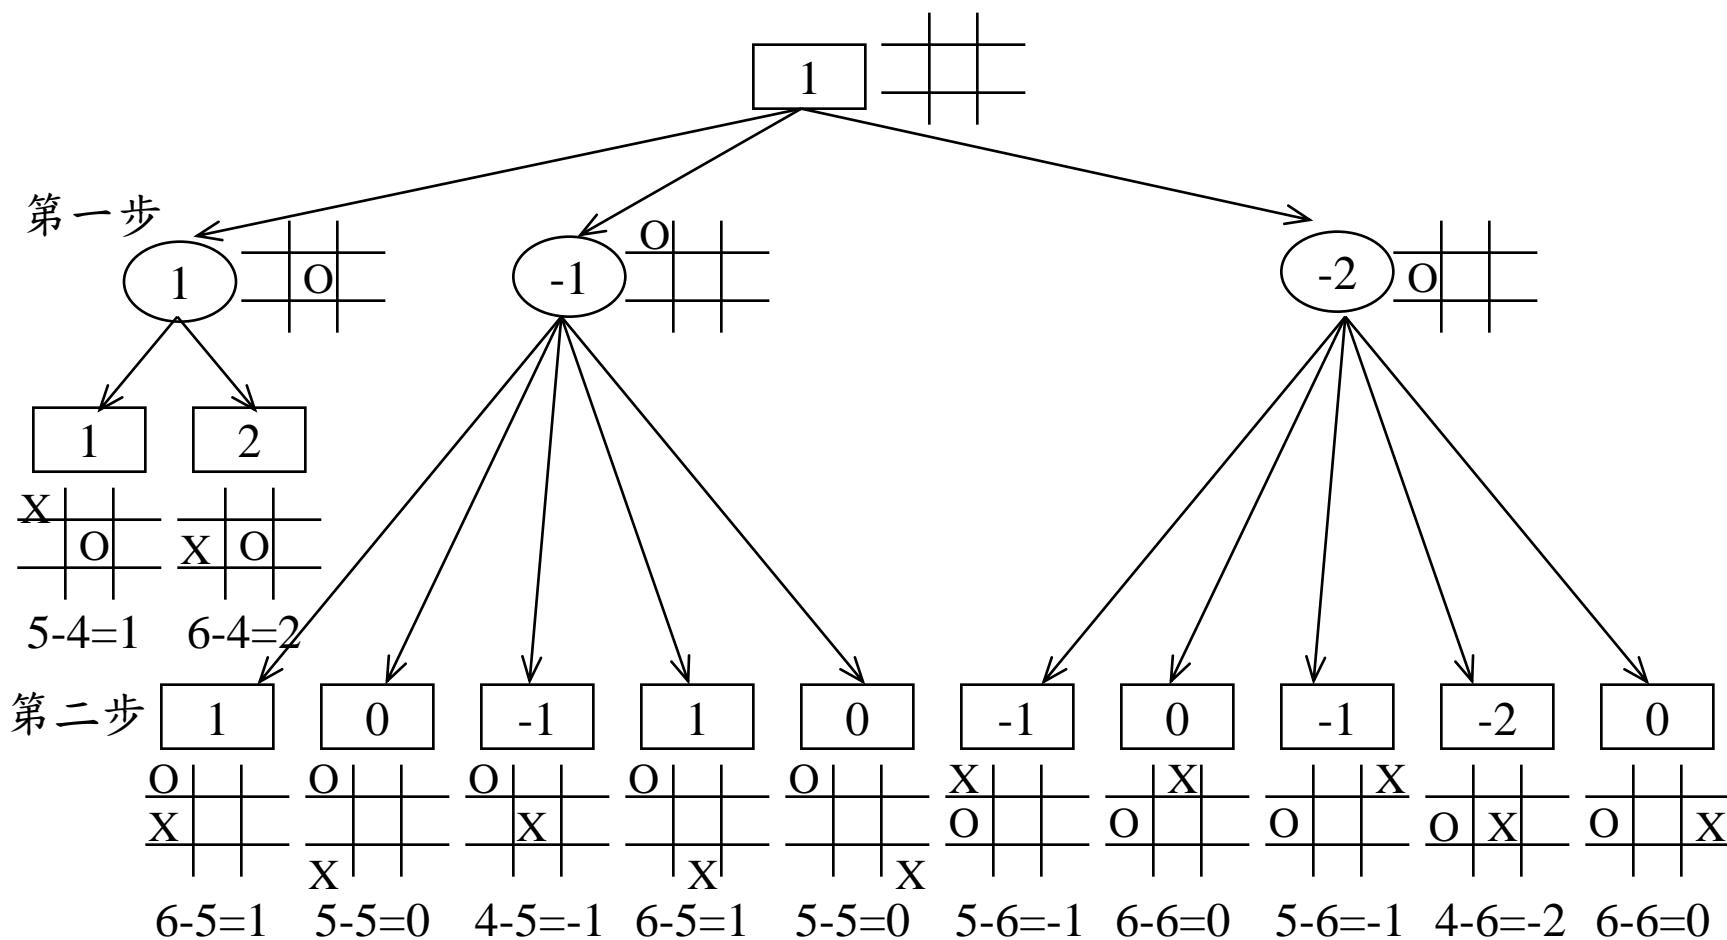 1
第一步
O
1 O -1 -2 O
1 2
X
O X O
5-4=1 6-4=2
第二步 1 0 -1 1 0 -1 0 -1 -2 0
O O O O O X X X
X X O O O O X O X
X X X
6-5=1 5-5=0 4-5=-1 6-5=1 5-5=0 5-6=-1 6-6=0 5-6=-1 4-6=-2 6-6=0